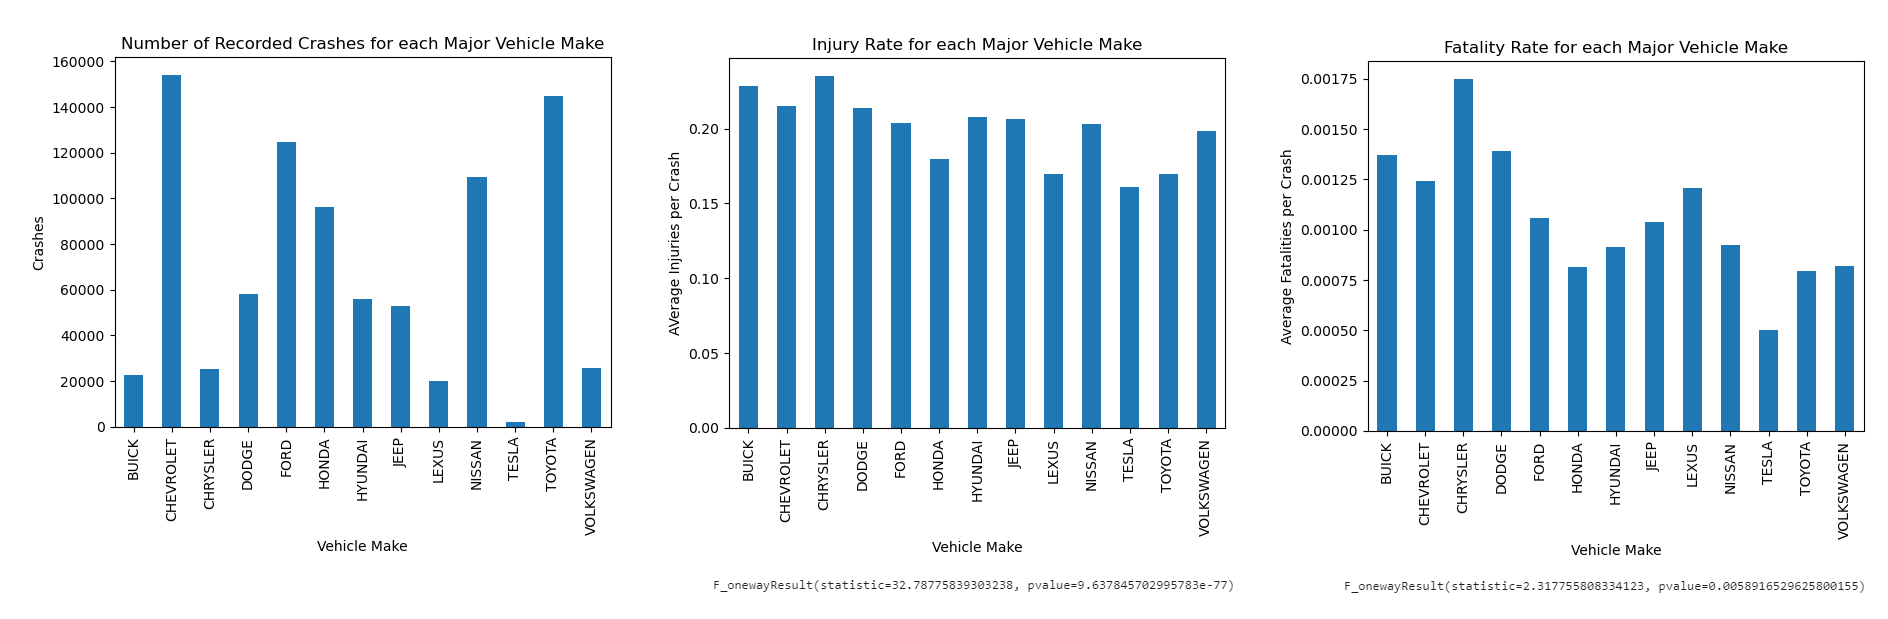 Number of Recorded Crashes for each Major Vehicle Make
160000
140000
120000
100000
80000
60000
40000
20000
0
Crashes
BUICK
CHEVROLET
CHRYSLER
DODGE
FORD
HONDA
HYUNDAI
JEEP
LEXUS
NISSAN
TESLA
TOYOTA
VOLKSWAGEN
Vehicle Make
Injury Rate for each Major Vehicle Make
0.20
0.15
0.10
0.05
0.00
AVerage Injuries per Crash
BUICK
CHEVROLET
CHRYSLER
DODGE
FORD
HONDA
HYUNDAI
JEEP
LEXUS
NISSAN
TESLA
TOYOTA
VOLKSWAGEN
Vehicle Make
F_onewayResult(statistic=32.78775839303238, pvalue=9.637845702995783e-77)
Fatality Rate for each Major Vehicle Make
0.00175
0.00150
0.00125
0.00100
0.00075
0.00050
0.00025
0.00000
Average Fatalities per Crash
BUICK
CHEVROLET
CHRYSLER
DODGE
FORD
HONDA
HYUNDAI
JEEP
LEXUS
NISSAN
TESLA
TOYOTA
VOLKSWAGEN
Vehicle Make
F_onewayResult(statistic=2.317755808334123, pvalue=0.0058916529625800155)